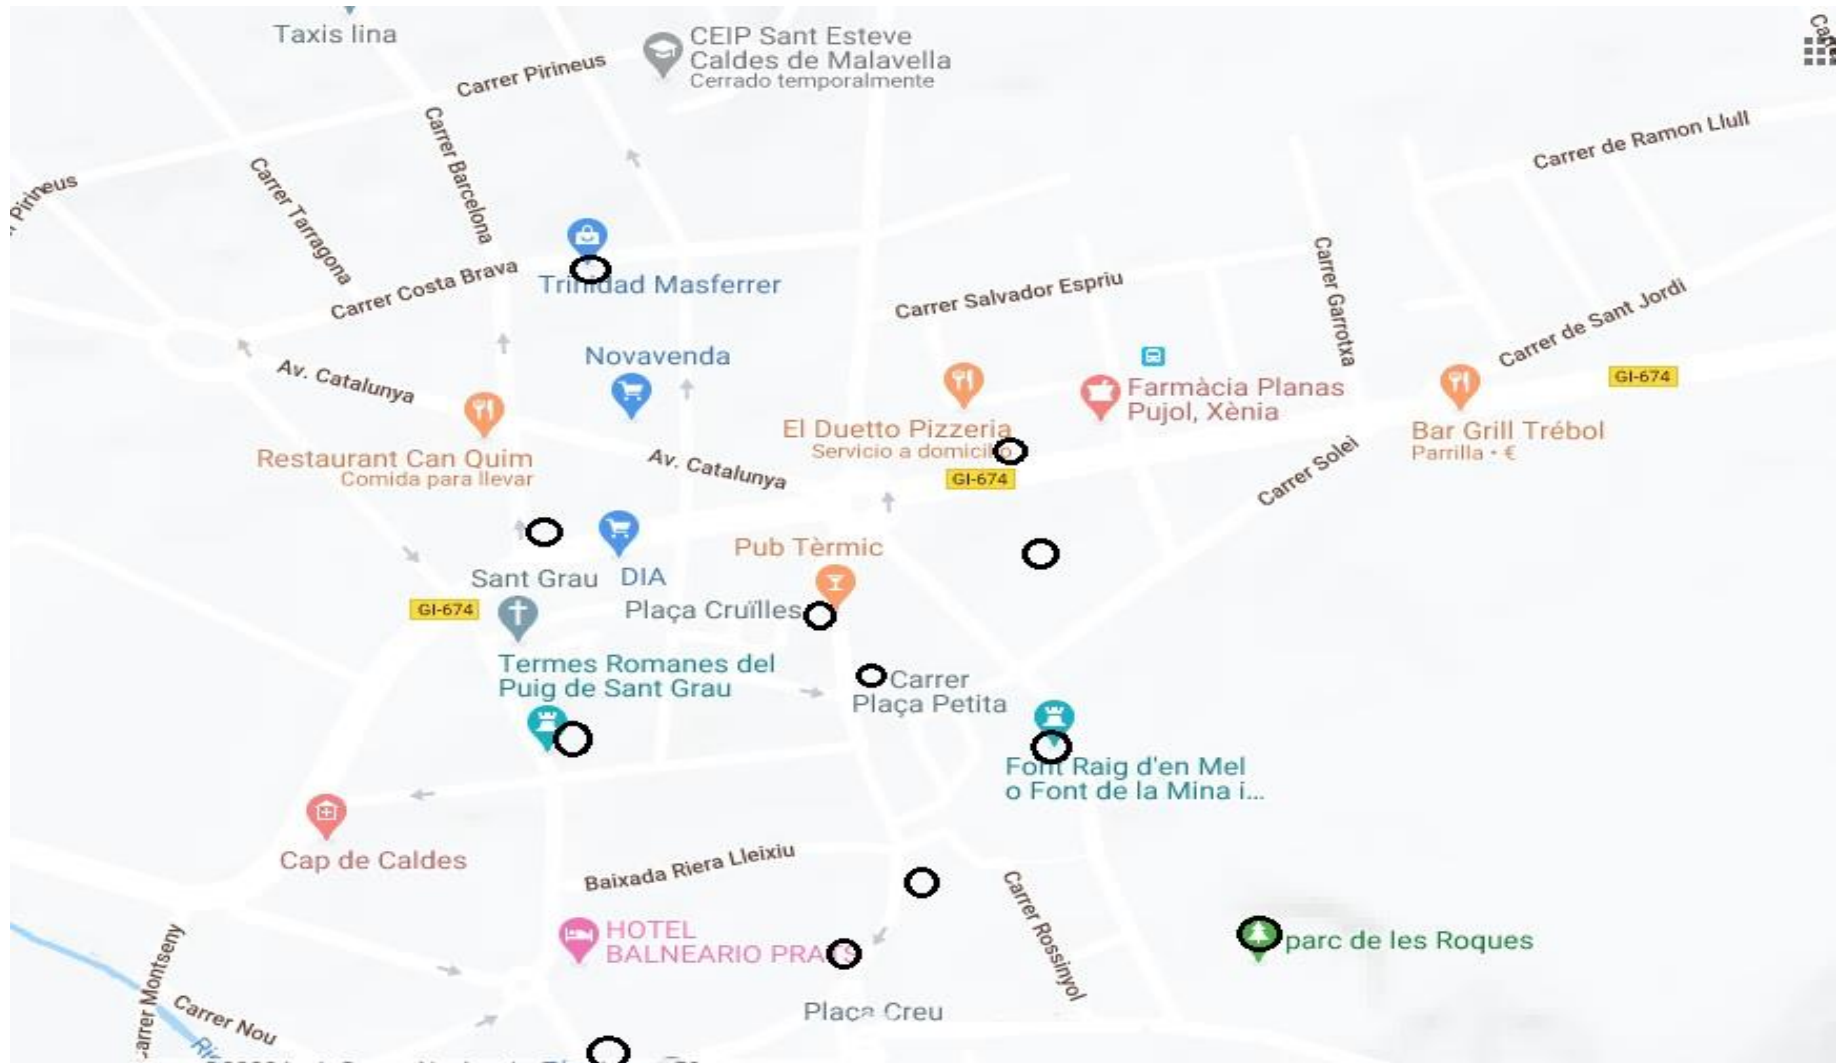 Taxis lina
CEIP Sant Esteve
Caldes de Malavella
Cerrado temporalmente
Carrer Pirineus
Carrer Barcelona
Carrer de Ramon Llull
Pirineus
Carrer Tarragona
Carrer Costa Brava
Trinidad Masferrer
Carrer Salvador Espriu
Carrer Garrotxa
Carrer de Sant Jordi
Novavenda
Av. Catalunya
GI-674
Farmàcia Planas
Pujol, Xènia
El Duetto Pizzeria
Servicio a domicilio
Bar Grill Trébol
Parrilla • €
Restaurant Can Quim
Comida para llevar
Av. Catalunya
GI-674
Carrer Solei
Pub Tèrmic
Sant Grau
DIA
GI-674
Plaça Cruïlles
Termes Romanes del
Puig de Sant Grau
Carrer
Plaça Petita
Font Raig d'en Mel
o Font de la Mina i...
Cap de Caldes
Baixada Riera Lleixiu
Carrer Rossinyol
HOTEL
BALNEARIO PRATS
parc de les Roques
Carrer Montseny
Plaça Creu
Carrer Nou